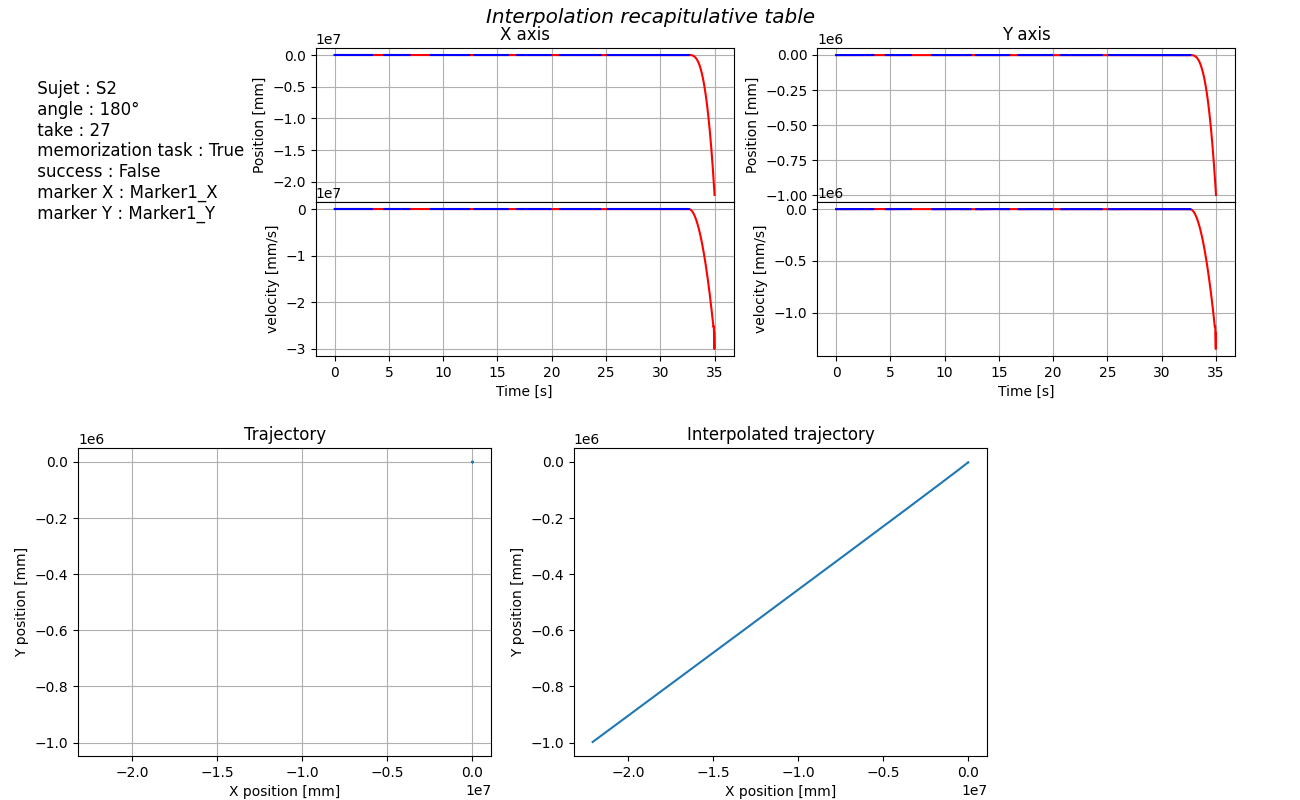 Interpolation recapitulative table
Sujet : S2
angle : 180°
take : 27
memorization task : True
success : False
marker X : Marker1_X
marker Y : Marker1_Y
X axis
1e7
Position [mm]
0.0
−0.5
−1.0
−1.5
−2.0
1e7
velocity [mm/s]
0
−1
−2
−3
0 5 10 15 20 25 30 35
Time [s]
Y axis
1e6
Position [mm]
0.00
−0.25
−0.50
−0.75
−1.00
1e6
velocity [mm/s]
0.0
−0.5
−1.0
0 5 10 15 20 25 30 35
Time [s]
Trajectory
1e6
Y position [mm]
0.0
−0.2
−0.4
−0.6
−0.8
−1.0
−2.0 −1.5 −1.0 −0.5 0.0
X position [mm]
1e7
Interpolated trajectory
1e6
Y position [mm]
0.0
−0.2
−0.4
−0.6
−0.8
−1.0
−2.0 −1.5 −1.0 −0.5 0.0
X position [mm]
1e7